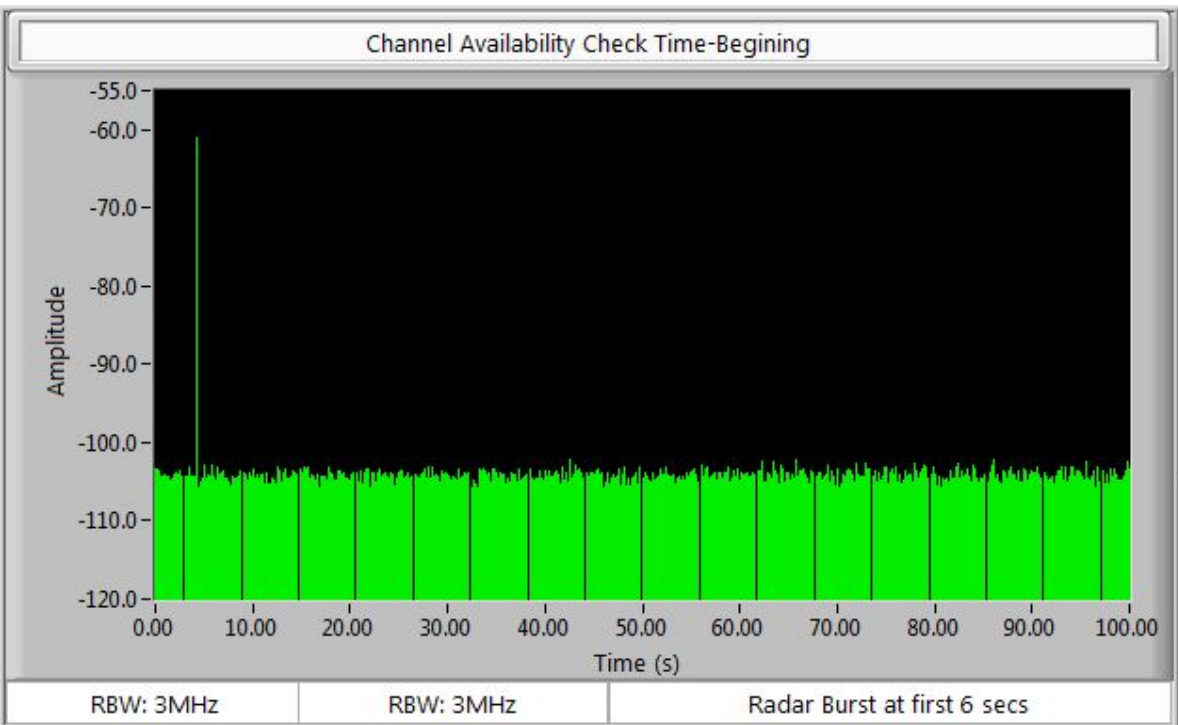 Channel Availability Check Time-Begining
-55.0
-60.0
-70.0
-80.0
-90.0
-100.0
-110.0
-120.0
Amplitude
0.00 10.00 20.00 30.00 40.00 50.00 60.00 70.00 80.00 90.00 100.00
Time (s)
RBW: 3MHz RBW: 3MHz Radar Burst at first 6 secs